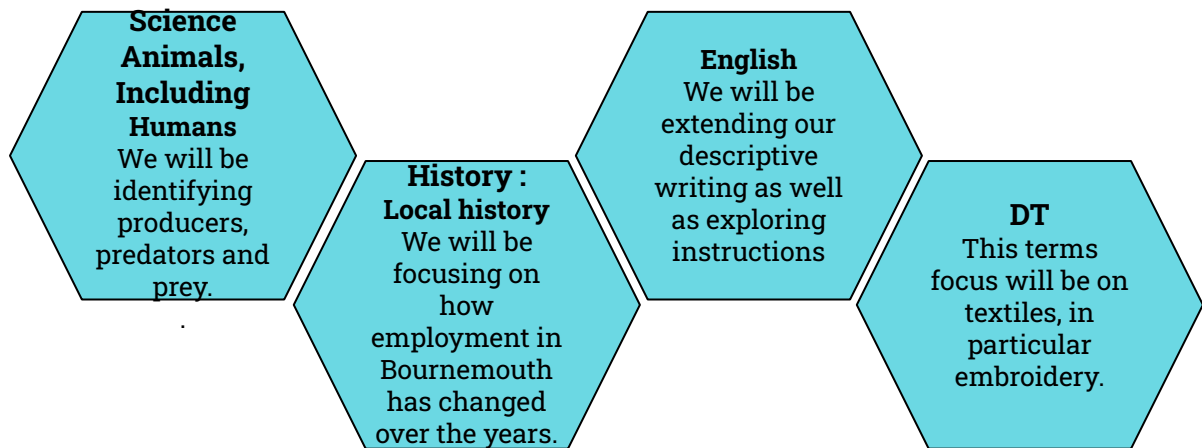 Science
Animals,
Including
Humans
We will be
identifying
producers,
predators and
prey.
.
History :
Local history
We will be
focusing on
how
employment in
Bournemouth
has changed
over the years.
English
We will be
extending our
descriptive
writing as well
as exploring
instructions
DT
This terms
focus will be on
textiles, in
particular
embroidery.